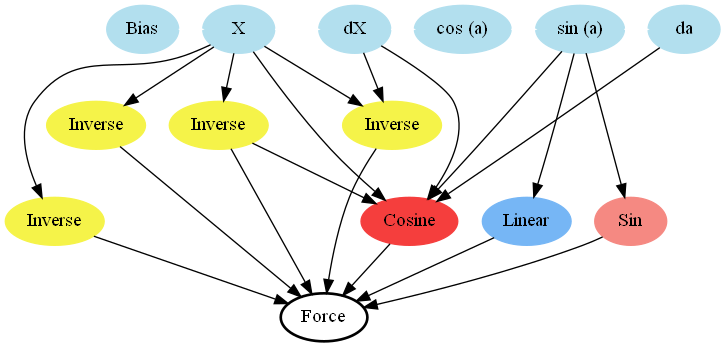 Bias
X
dX
cos (a)
sin (a)
da
Inverse
Inverse
Inverse
Inverse
Cosine
Linear
Sin
Force